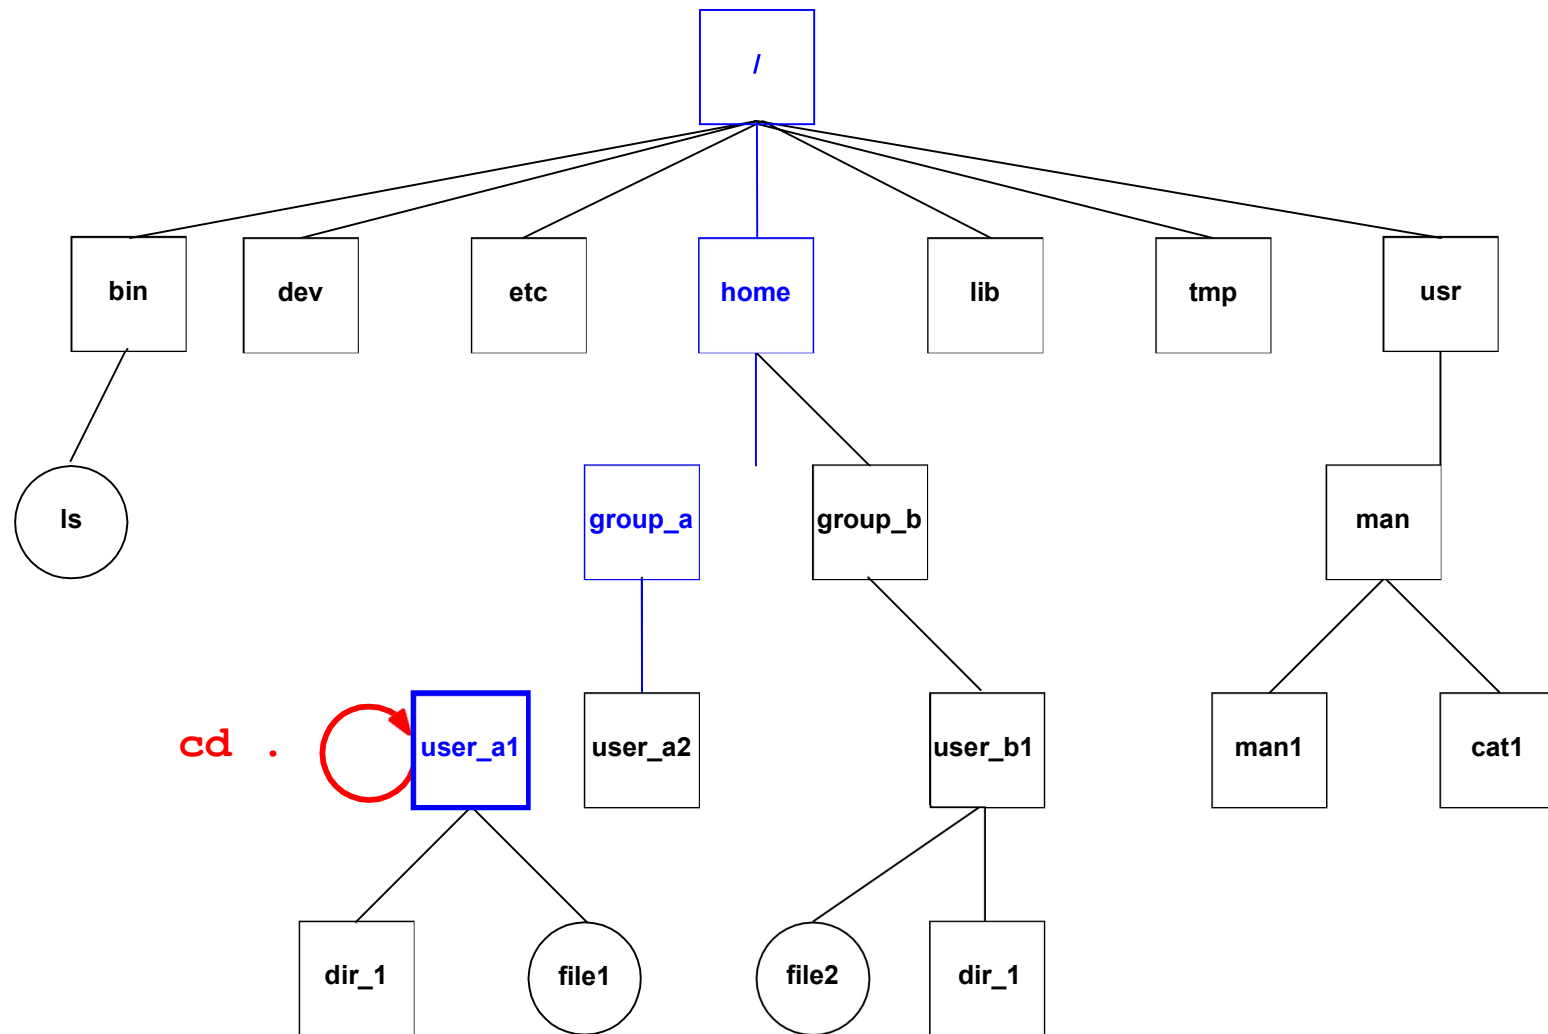 /
bin
dev
etc
home
lib
tmp
usr
ls
group_a
group_b
man
cd .
user_a1
user_a2
user_b1
man1
cat1
dir_1
file1
file2
dir_1